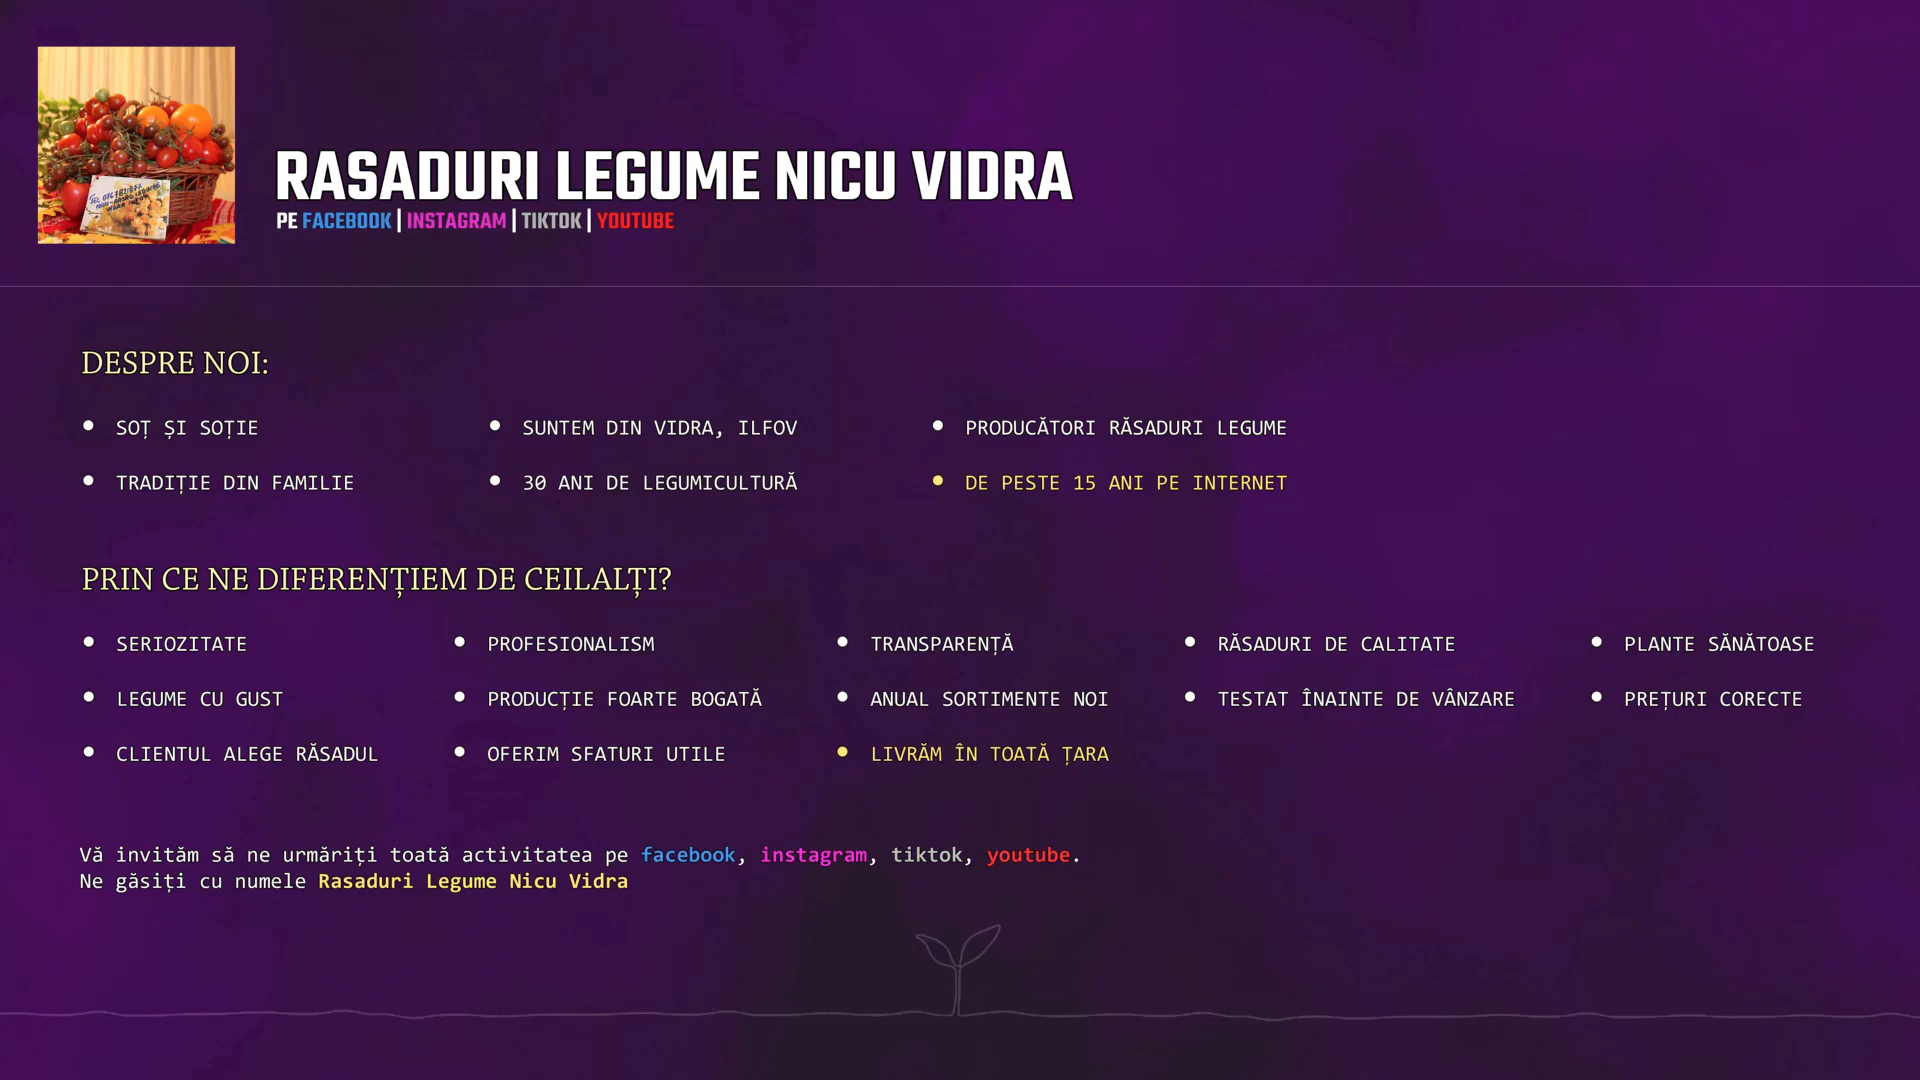 RASADURI LEGUME NICU VIDRA
PE FACEBOOK | INSTAGRAM | TIKTOK | YOUTUBE
DESPRE NOI:
• SOȚ ȘI SOȚIE
• SUNTEM DIN VIDRA, ILFOV
• PRODUCĂTORI RĂSADURI LEGUME
• TRADIȚIE DIN FAMILIE
• 30 ANI DE LEGUMICULTURĂ
• DE PESTE 15 ANI PE INTERNET
PRIN CE NE DIFERENȚIEM DE CEILALȚI?
• SERIOZITATE
• PROFESIONALISM
• TRANSPARENȚĂ
• RĂSADURI DE CALITATE
• PLANTE SĂNĂTOASE
• LEGUME CU GUST
• PRODUCȚIE FOARTE BOGATĂ
• ANUAL SORTIMENTE NOI
• TESTAT ÎNAINTE DE VÂNZARE
• PREȚURI CORECTE
• CLIENTUL ALEGE RĂSADUL
• OFERIM SFATURI UTILE
• LIVRĂM ÎN TOATĂ ȚARA
Vă invităm să ne urmăriți toată activitatea pe facebook, instagram, tiktok, youtube.
Ne găsiți cu numele Rasaduri Legume Nicu Vidra